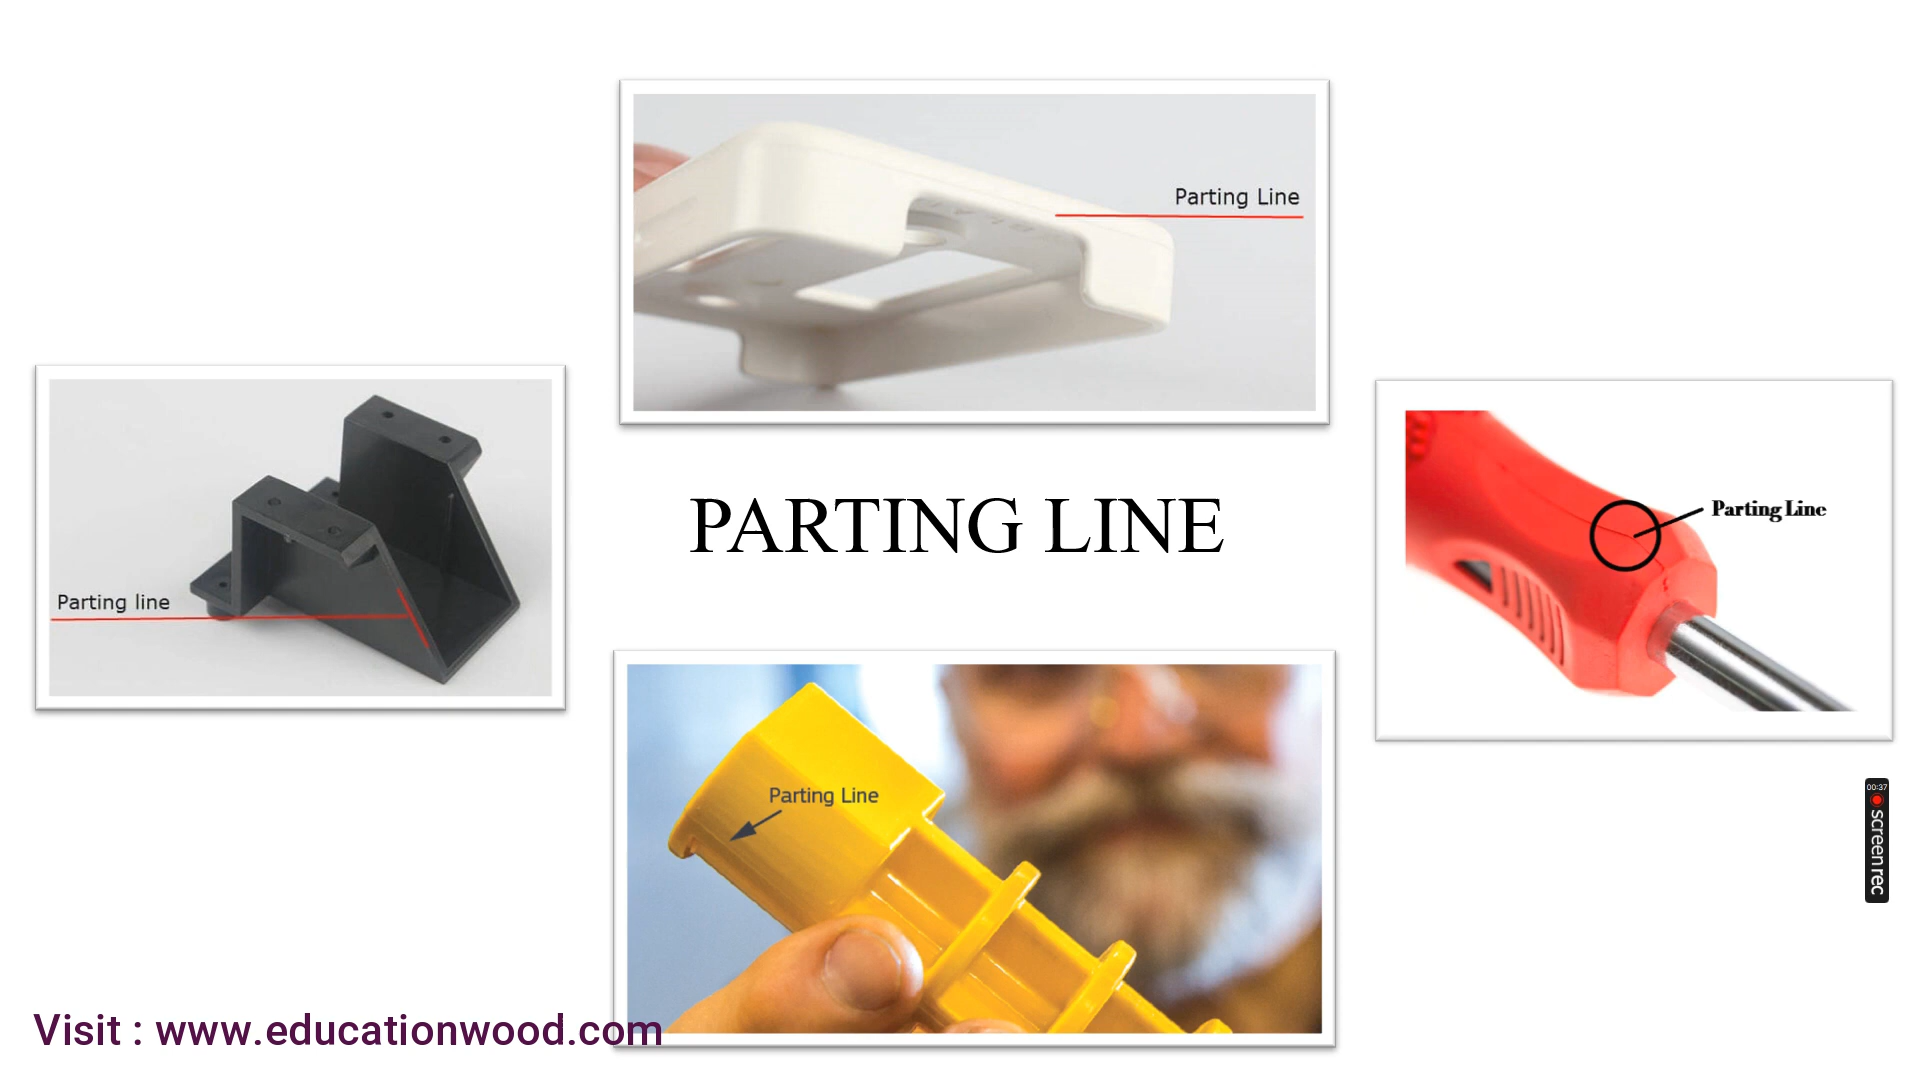 Parting Line
PARTING LINE
Parting Line
Parting line
Parting Line
00:37
screenrec
Visit : www.educationwood.com